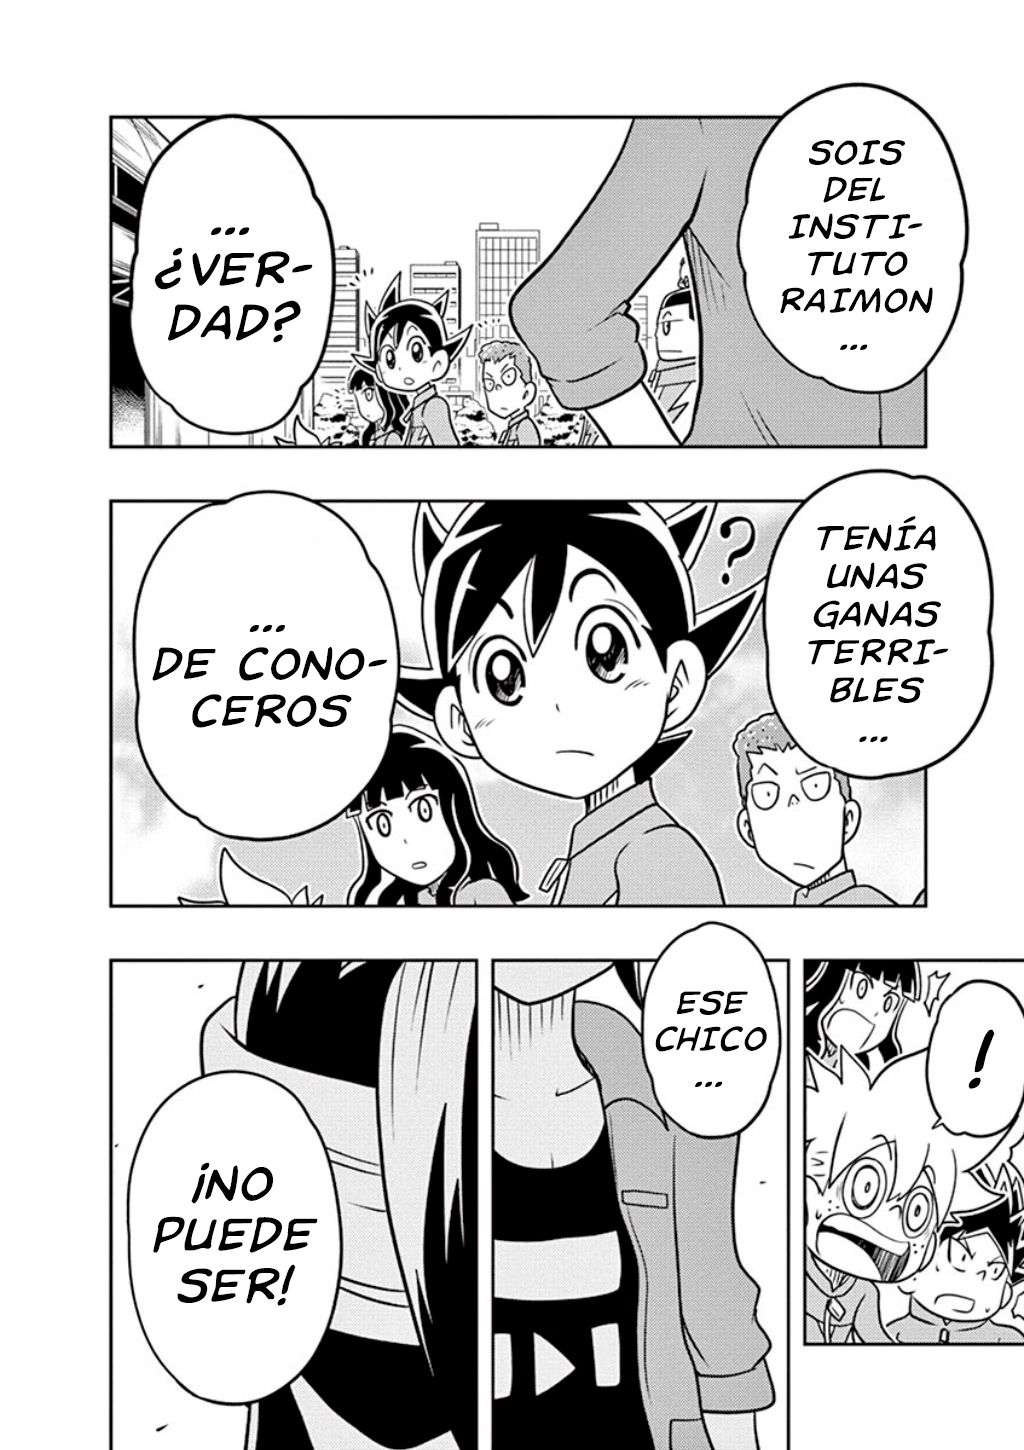 SOIS
DEL
INSTI-
TUTO
RAIMON
...
...
¿VER-
DAD?
TENÍA
UNAS
GANAS
TERRI-
BLES
...
...
DE CONO-
CEROS
?
!
ESE
CHICO
...
¡NO
PUEDE
SER!